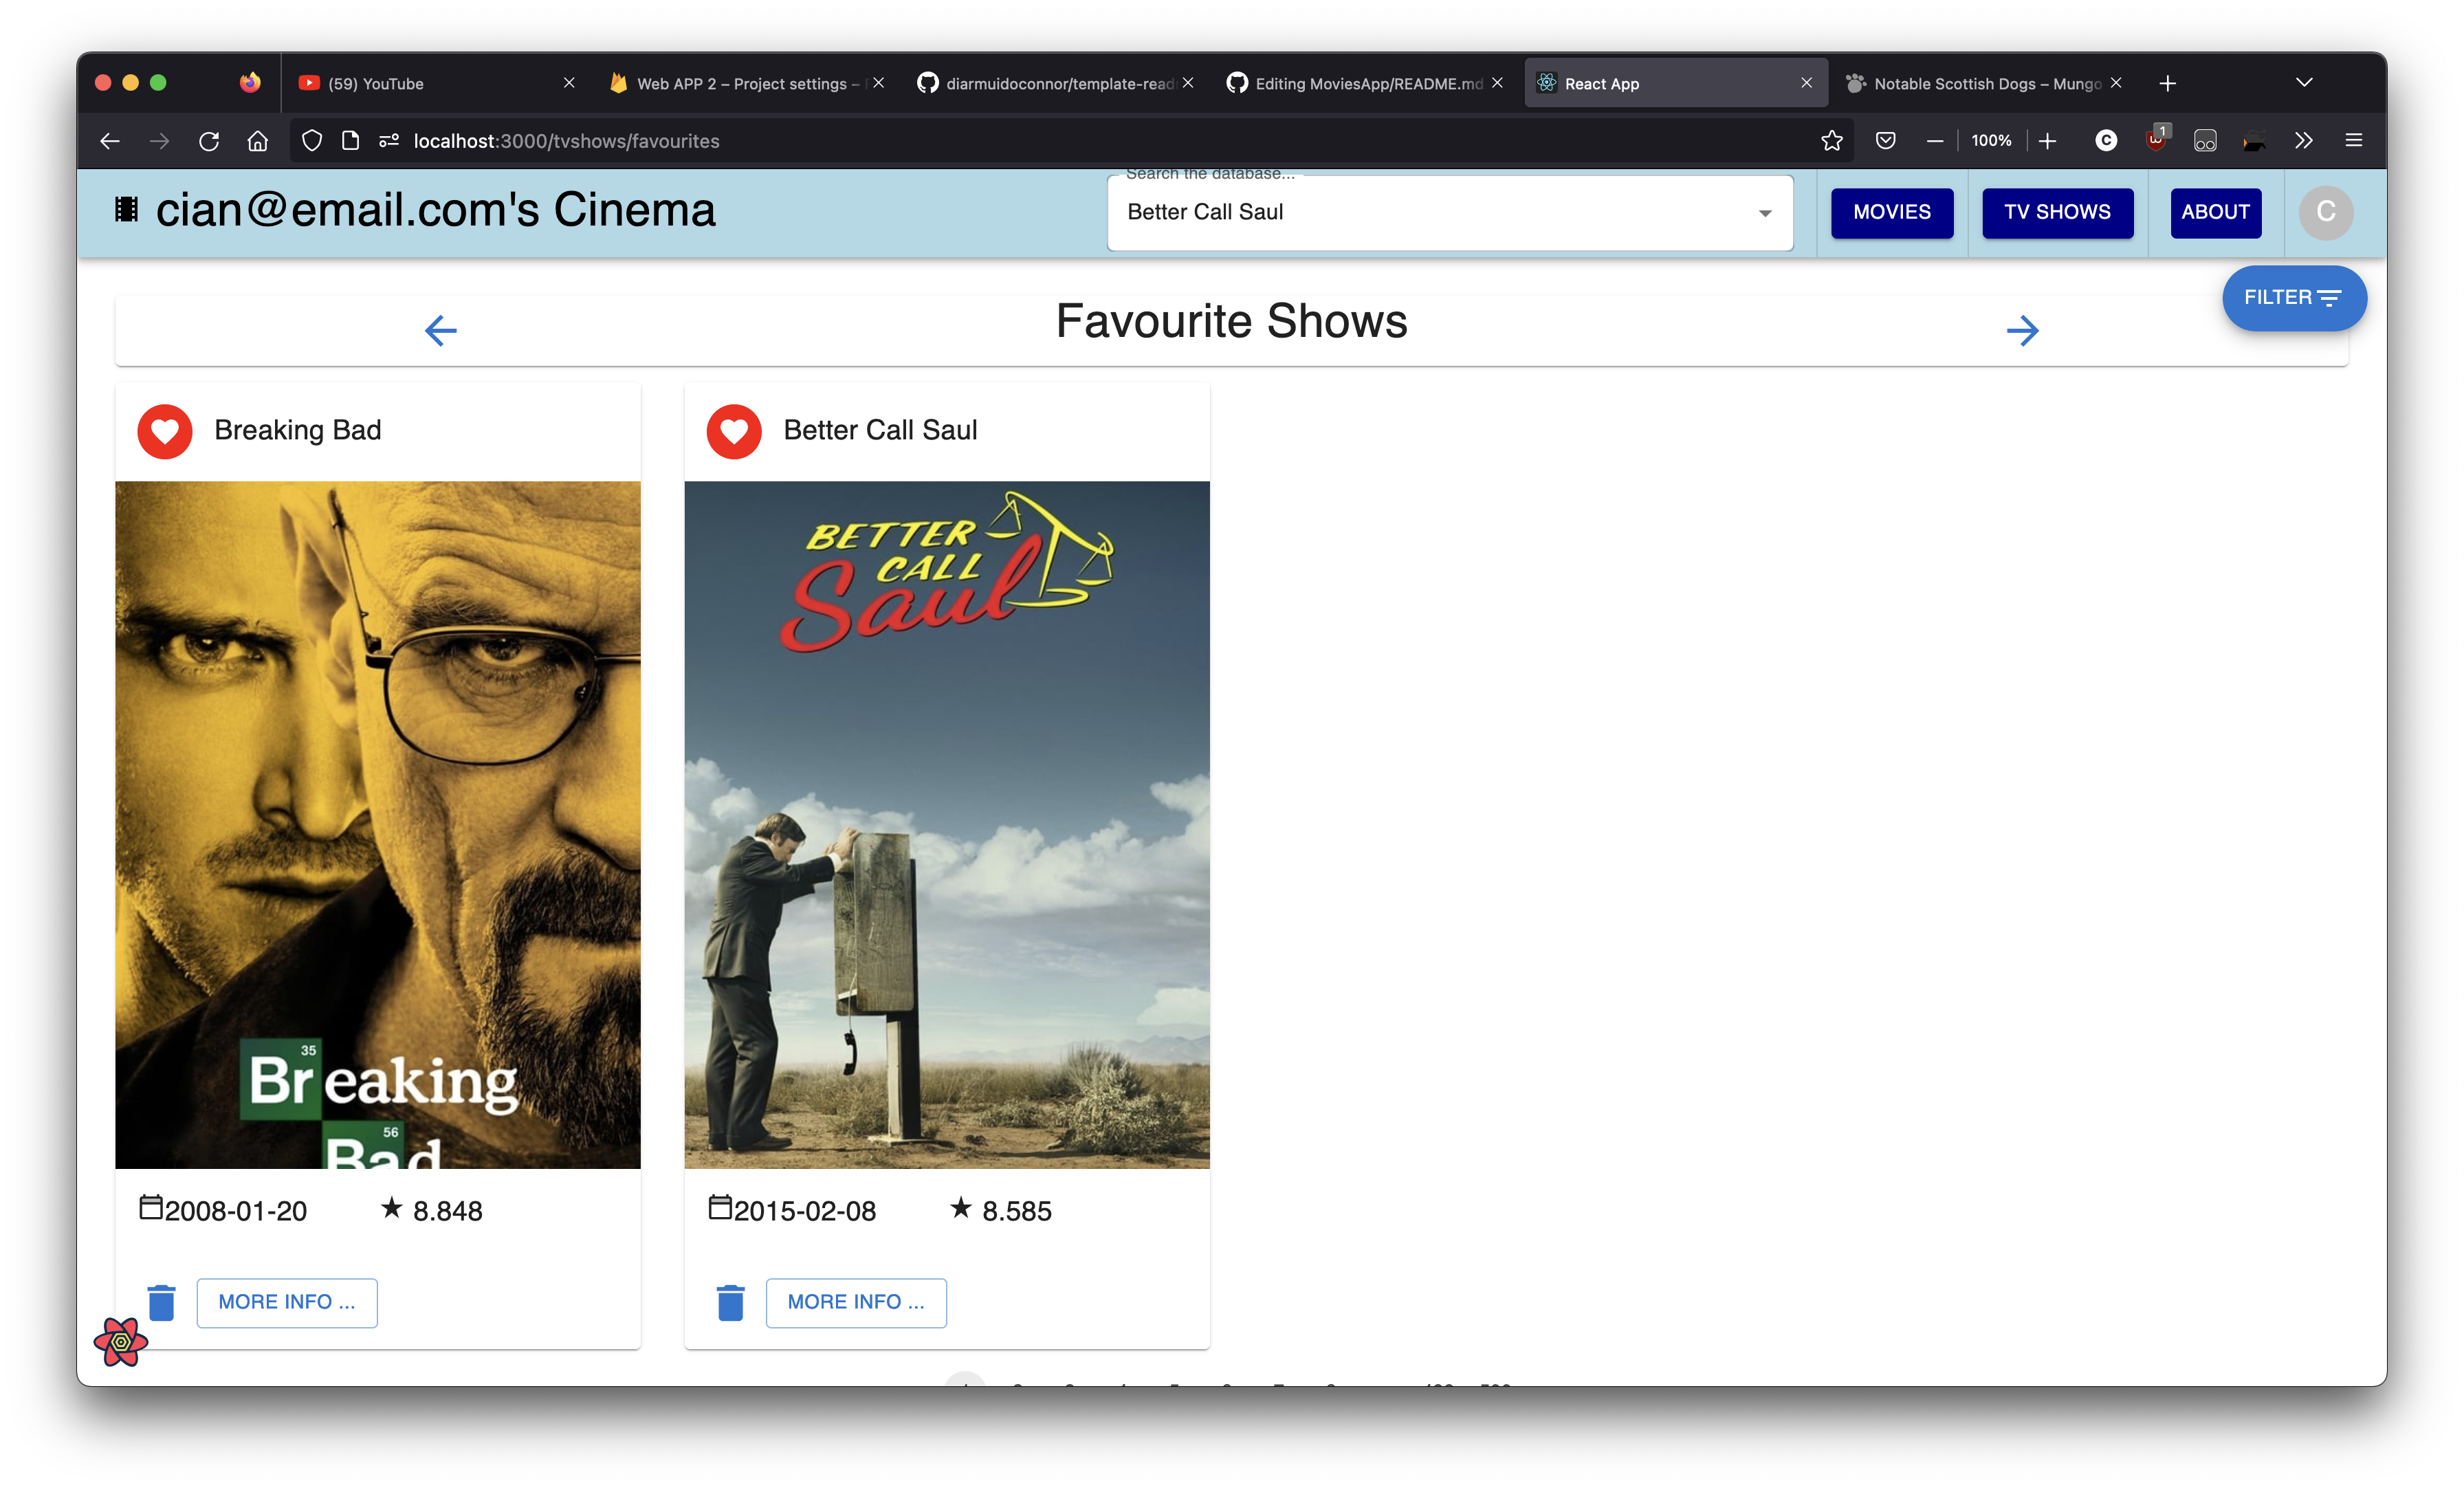 (59) YouTube
Web APP 2 – Project settings –
diarmuidoconnor/template-read
Editing MoviesApp/README.md
React App
Notable Scottish Dogs – Mungo
localhost:3000/tvshows/favourites
100%
C
1
cian@email.com's Cinema
Search the database...
Better Call Saul
MOVIES
TV SHOWS
ABOUT
C
FILTER
Favourite Shows
Breaking Bad
Better Call Saul
BETTER
CALL
Saul
35
Breaking
56
Bad
2008-01-20
8.848
2015-02-08
8.585
MORE INFO ...
MORE INFO ...